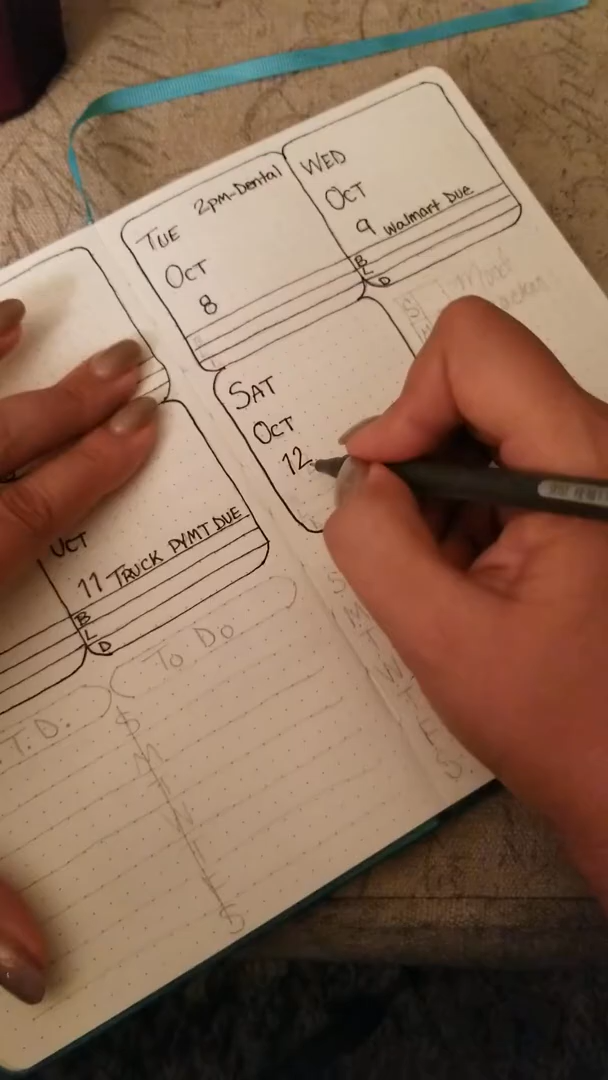 TUE
2pm-Dental
OCT
8
WED
OCT
9 Walmart Due
B
L
D
SAT
OCT
12
OCT
11 TRUCK PYMT DUE
B
L
D
T.D.
To Do
S
M
T
W
T
F
S